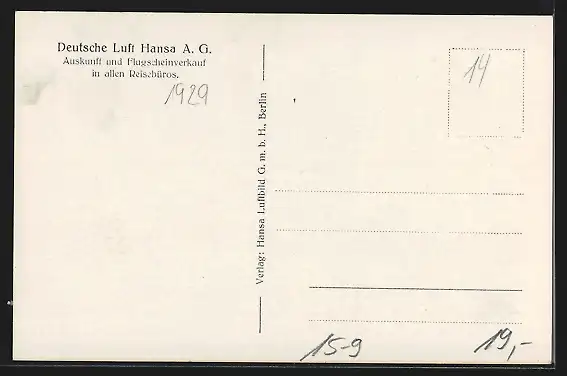 Deutsche Luft Hansa A. G.
Auskunft und Flugscheinverkauf
in allen Reisebüros.
1929
Verlag: Hansa Luftbild G. m. b. H., Berlin
14
15-9
19,-